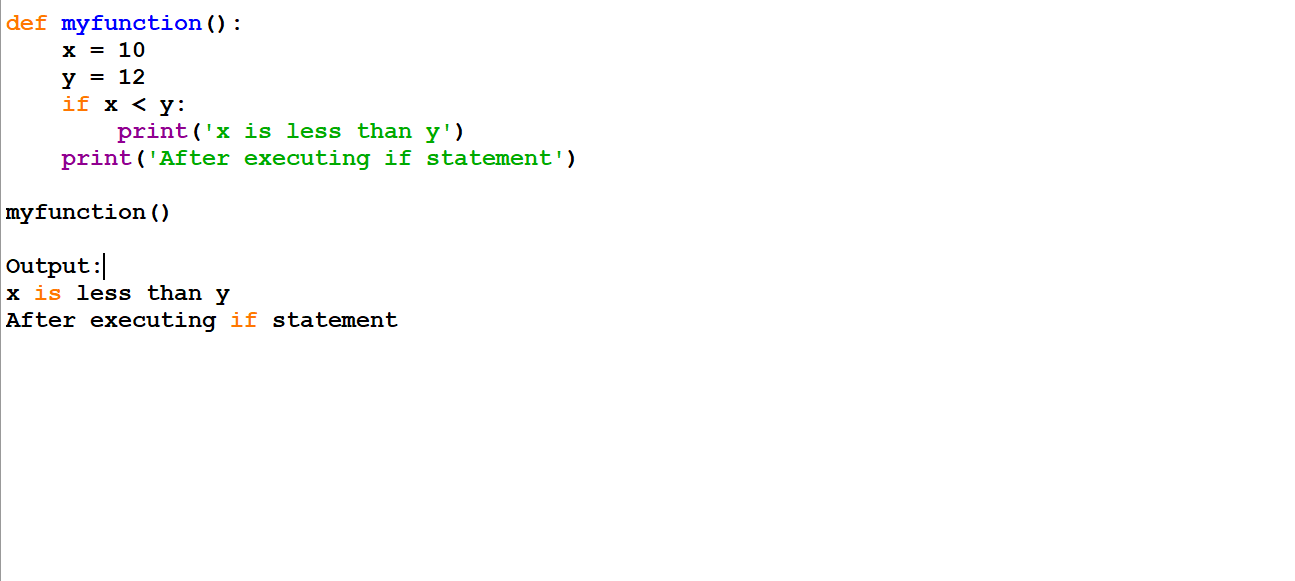 def myfunction():
    x = 10
    y = 12
    if x < y:
        print('x is less than y')
    print('After executing if statement')

myfunction()

Output:
x is less than y
After executing if statement